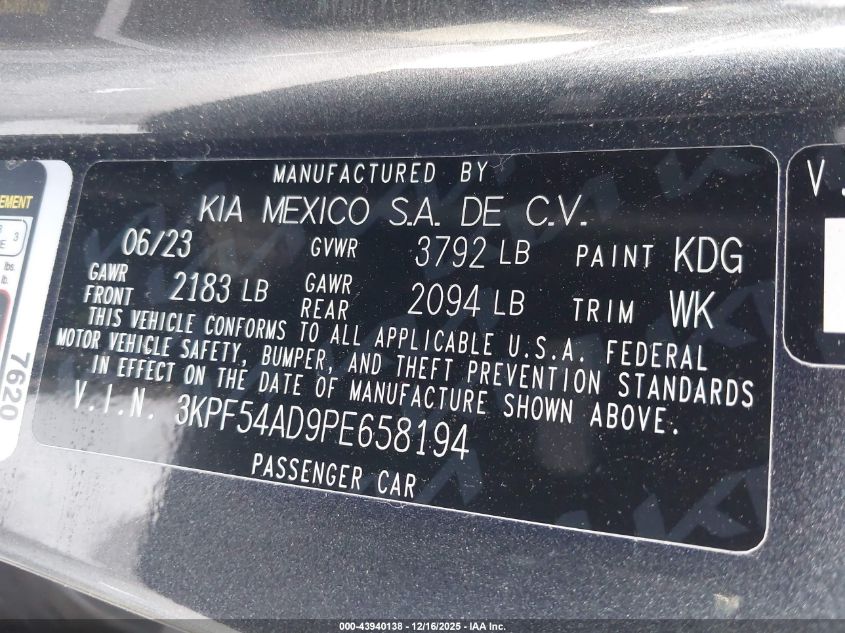 MANUFACTURED BY
KIA MEXICO S.A. DE C.V.
06/23 GVWR 3792 LB PAINT KDG
GAWR FRONT 2183 LB GAWR REAR 2094 LB TRIM WK
THIS VEHICLE CONFORMS TO ALL APPLICABLE U.S.A. FEDERAL
MOTOR VEHICLE SAFETY, BUMPER, AND THEFT PREVENTION STANDARDS
IN EFFECT ON THE DATE OF MANUFACTURE SHOWN ABOVE.
V.I.N. 3KPF54AD9PE658194
PASSENGER CAR
3
lbs.
7620
V.
000-43940138 - 12/16/2025 - IAA Inc.